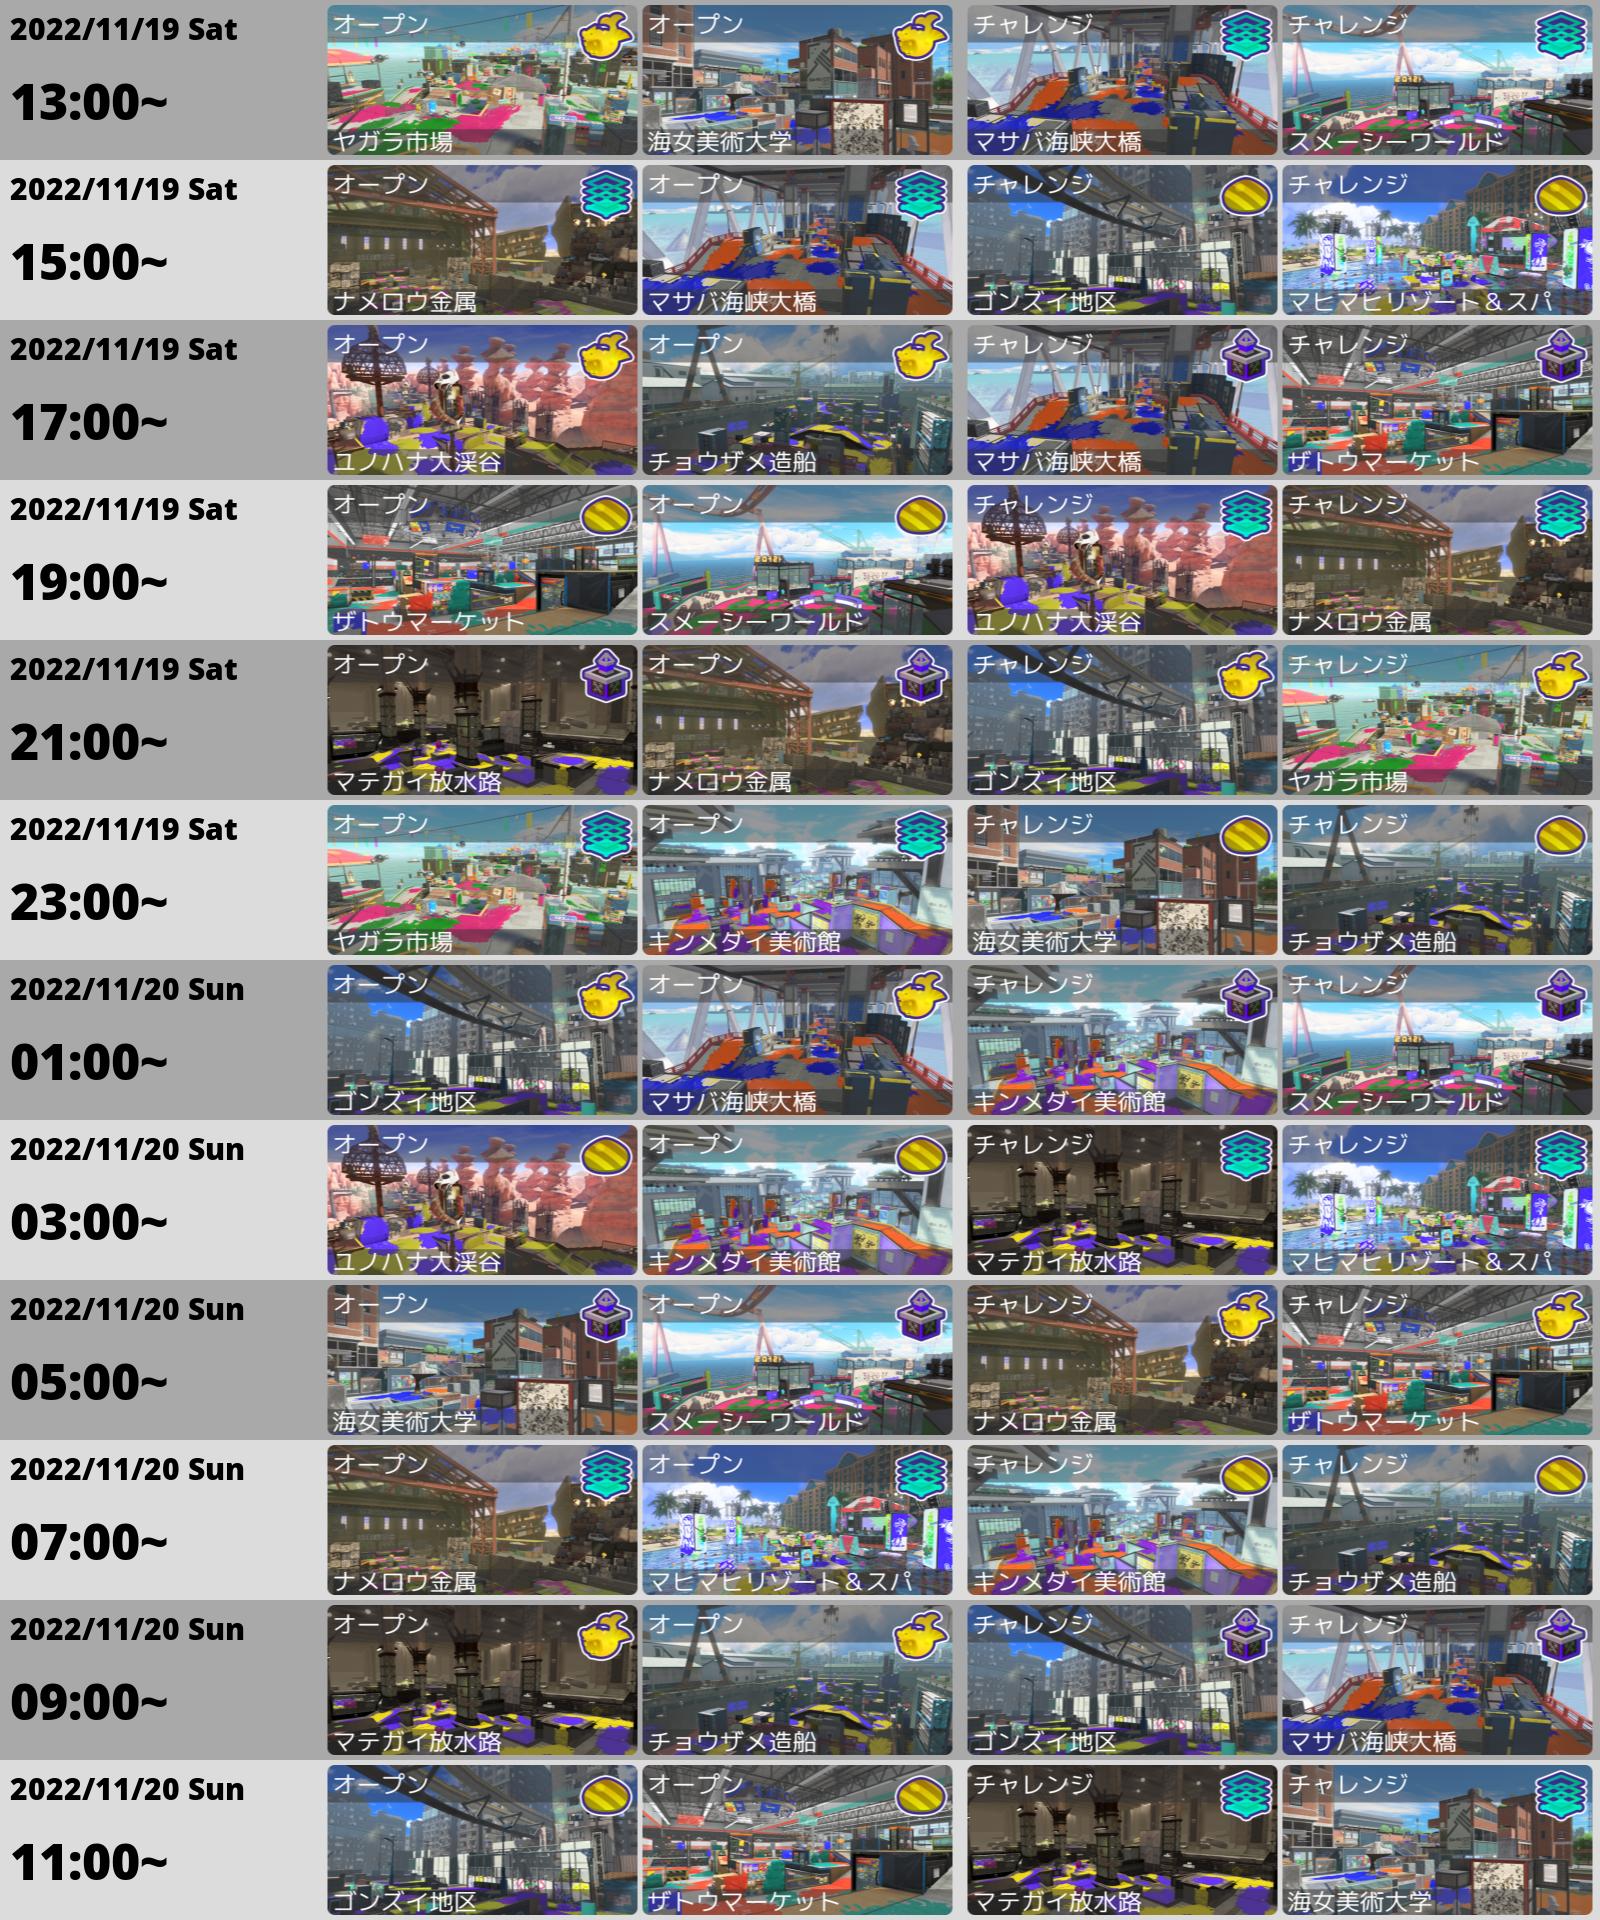 2022/11/19 Sat
13:00~
オープン
ヤガラ市場
オープン
海女美術大学
チャレンジ
マサバ海峡大橋
チャレンジ
スメーシーワールド
2022/11/19 Sat
15:00~
オープン
ナメロウ金属
オープン
マサバ海峡大橋
チャレンジ
ゴンズイ地区
チャレンジ
マヒマヒリゾート＆スパ
2022/11/19 Sat
17:00~
オープン
ユノハナ大渓谷
オープン
チョウザメ造船
チャレンジ
マサバ海峡大橋
チャレンジ
ザトウマーケット
2022/11/19 Sat
19:00~
オープン
ザトウマーケット
オープン
スメーシーワールド
チャレンジ
ユノハナ大渓谷
チャレンジ
ナメロウ金属
2022/11/19 Sat
21:00~
オープン
マテガイ放水路
オープン
ナメロウ金属
チャレンジ
ゴンズイ地区
チャレンジ
ヤガラ市場
2022/11/19 Sat
23:00~
オープン
ヤガラ市場
オープン
キンメダイ美術館
チャレンジ
海女美術大学
チャレンジ
チョウザメ造船
2022/11/20 Sun
01:00~
オープン
ゴンズイ地区
オープン
マサバ海峡大橋
チャレンジ
キンメダイ美術館
チャレンジ
スメーシーワールド
2022/11/20 Sun
03:00~
オープン
ユノハナ大渓谷
オープン
キンメダイ美術館
チャレンジ
マテガイ放水路
チャレンジ
マヒマヒリゾート＆スパ
2022/11/20 Sun
05:00~
オープン
海女美術大学
オープン
スメーシーワールド
チャレンジ
ナメロウ金属
チャレンジ
ザトウマーケット
2022/11/20 Sun
07:00~
オープン
ナメロウ金属
オープン
マヒマヒリゾート＆スパ
チャレンジ
キンメダイ美術館
チャレンジ
チョウザメ造船
2022/11/20 Sun
09:00~
オープン
マテガイ放水路
オープン
チョウザメ造船
チャレンジ
ゴンズイ地区
チャレンジ
マサバ海峡大橋
2022/11/20 Sun
11:00~
オープン
ゴンズイ地区
オープン
ザトウマーケット
チャレンジ
マテガイ放水路
チャレンジ
海女美術大学